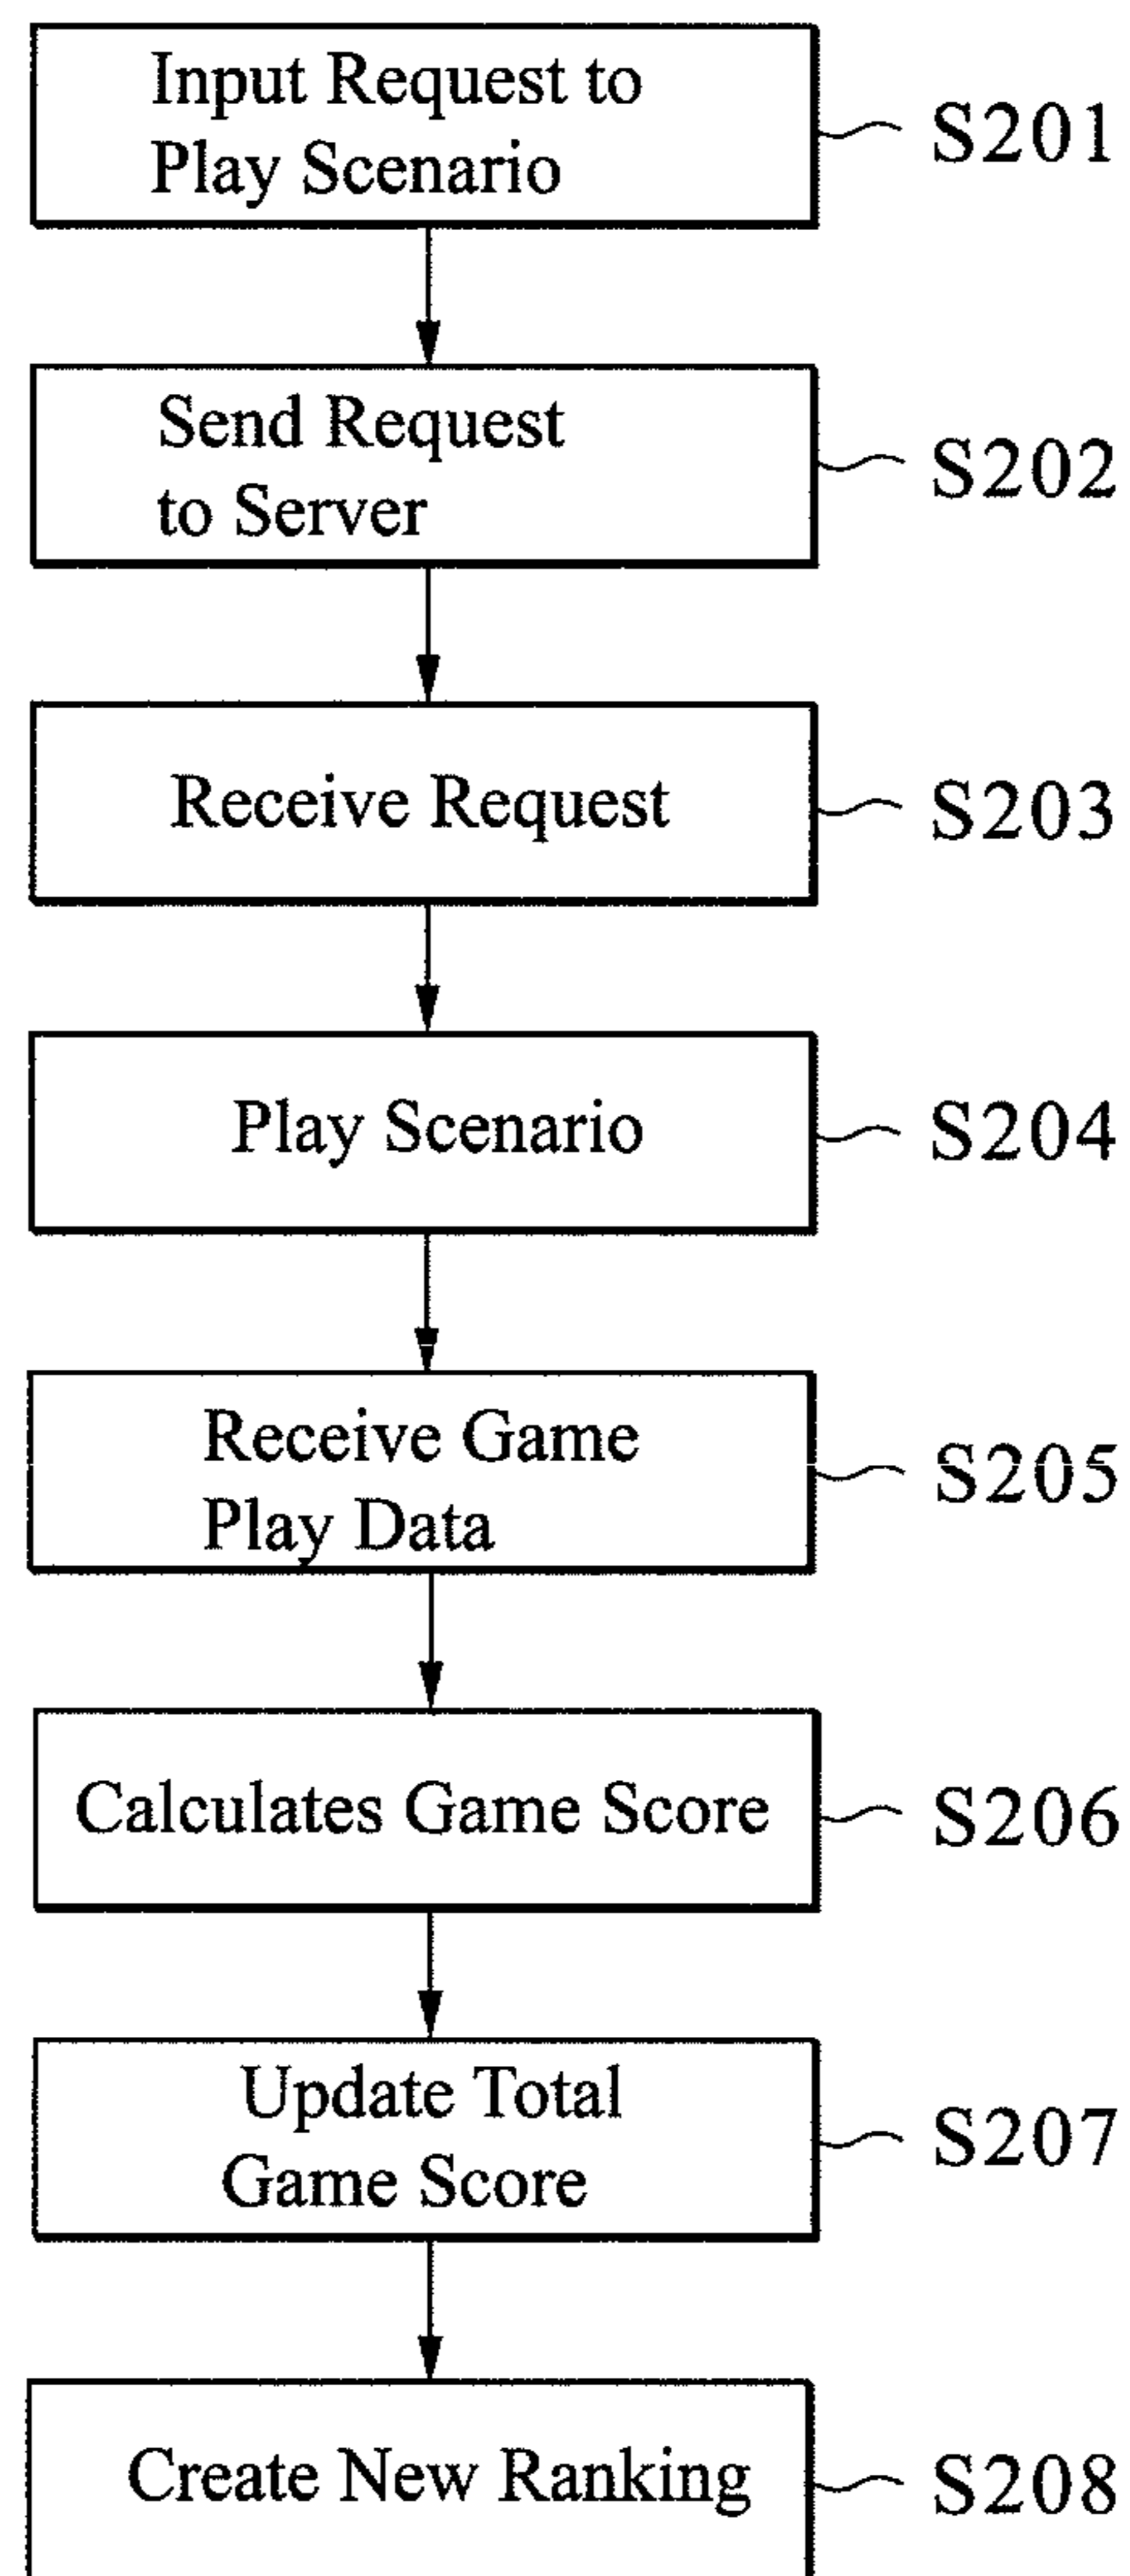 Input Request to
Play Scenario
S201
Send Request
to Server
S202
Receive Request
S203
Play Scenario
S204
Receive Game
Play Data
S205
Calculates Game Score
S206
Update Total
Game Score
S207
Create New Ranking
S208